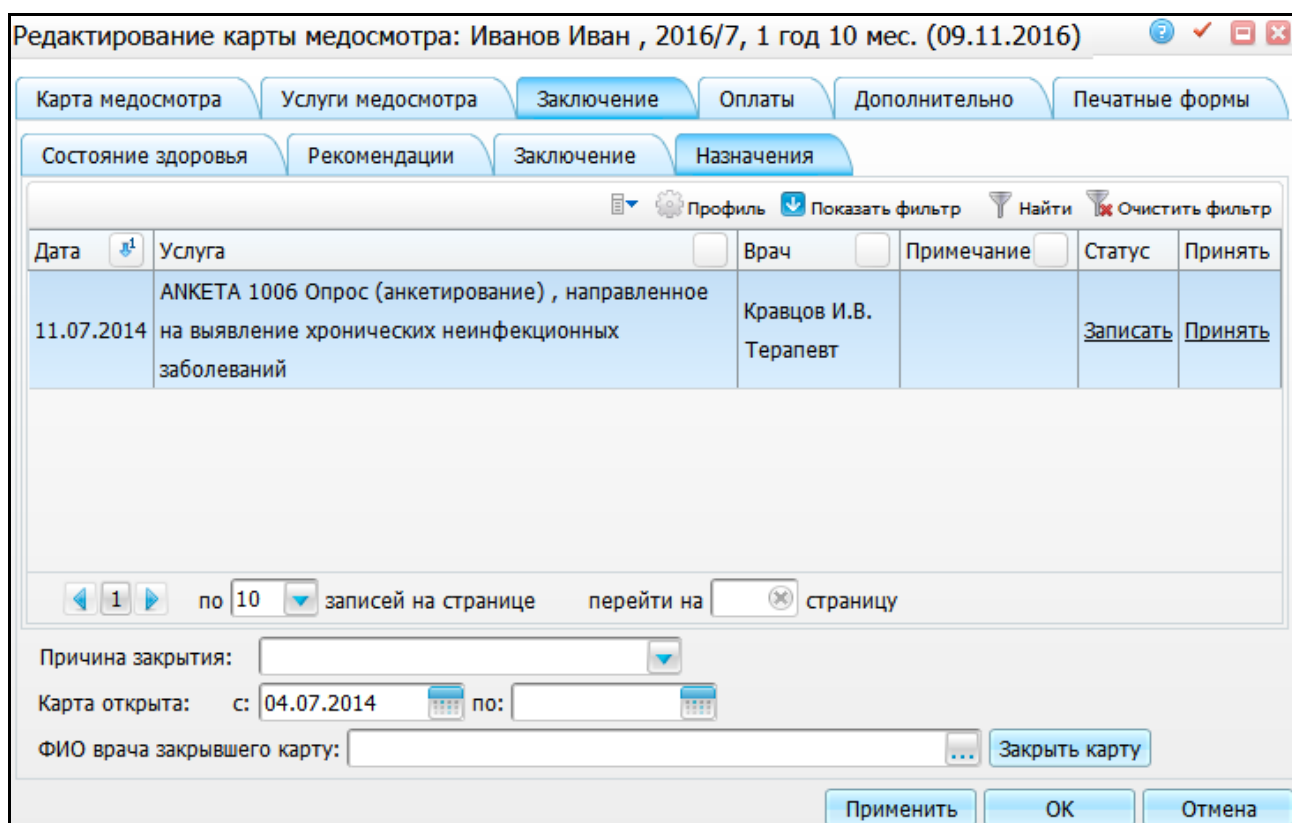 Редактирование карты медосмотра: Иванов Иван , 2016/7, 1 год 10 мес. (09.11.2016)
Карта медосмотра Услуги медосмотра Заключение Оплаты Дополнительно Печатные формы
Состояние здоровья Рекомендации Заключение Назначения
Профиль Показать фильтр Найти Очистить фильтр
Дата 1 Услуга Врач Примечание Статус Принять
ANKETA 1006 Опрос (анкетирование) , направленное
11.07.2014 на выявление хронических неинфекционных
заболеваний
Кравцов И.В.
Терапевт
Записать Принять
1 по 10 записей на странице перейти на страницу
Причина закрытия:
Карта открыта: с: 04.07.2014 по:
ФИО врача закрывшего карту: ... Закрыть карту
Применить ОК Отмена